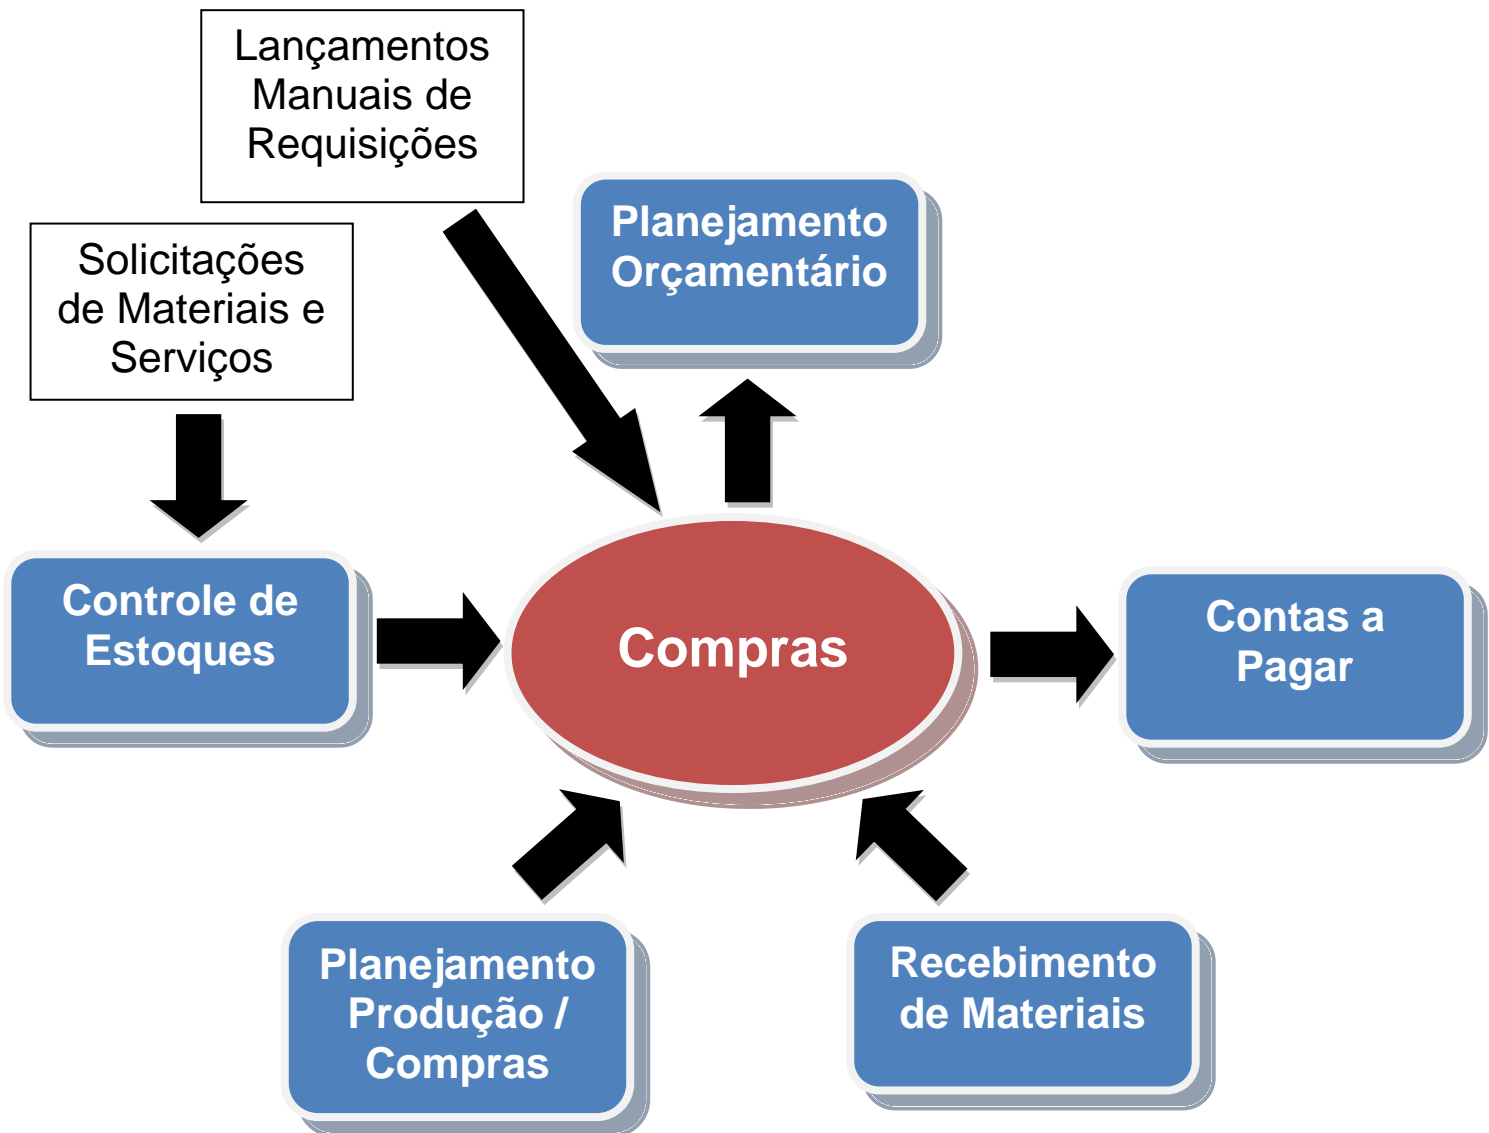 Lançamentos
Manuais de
Requisições
Planejamento
Orçamentário
Solicitações
de Materiais e
Serviços
Controle de
Estoques
Compras
Contas a
Pagar
Planejamento
Produção /
Compras
Recebimento
de Materiais